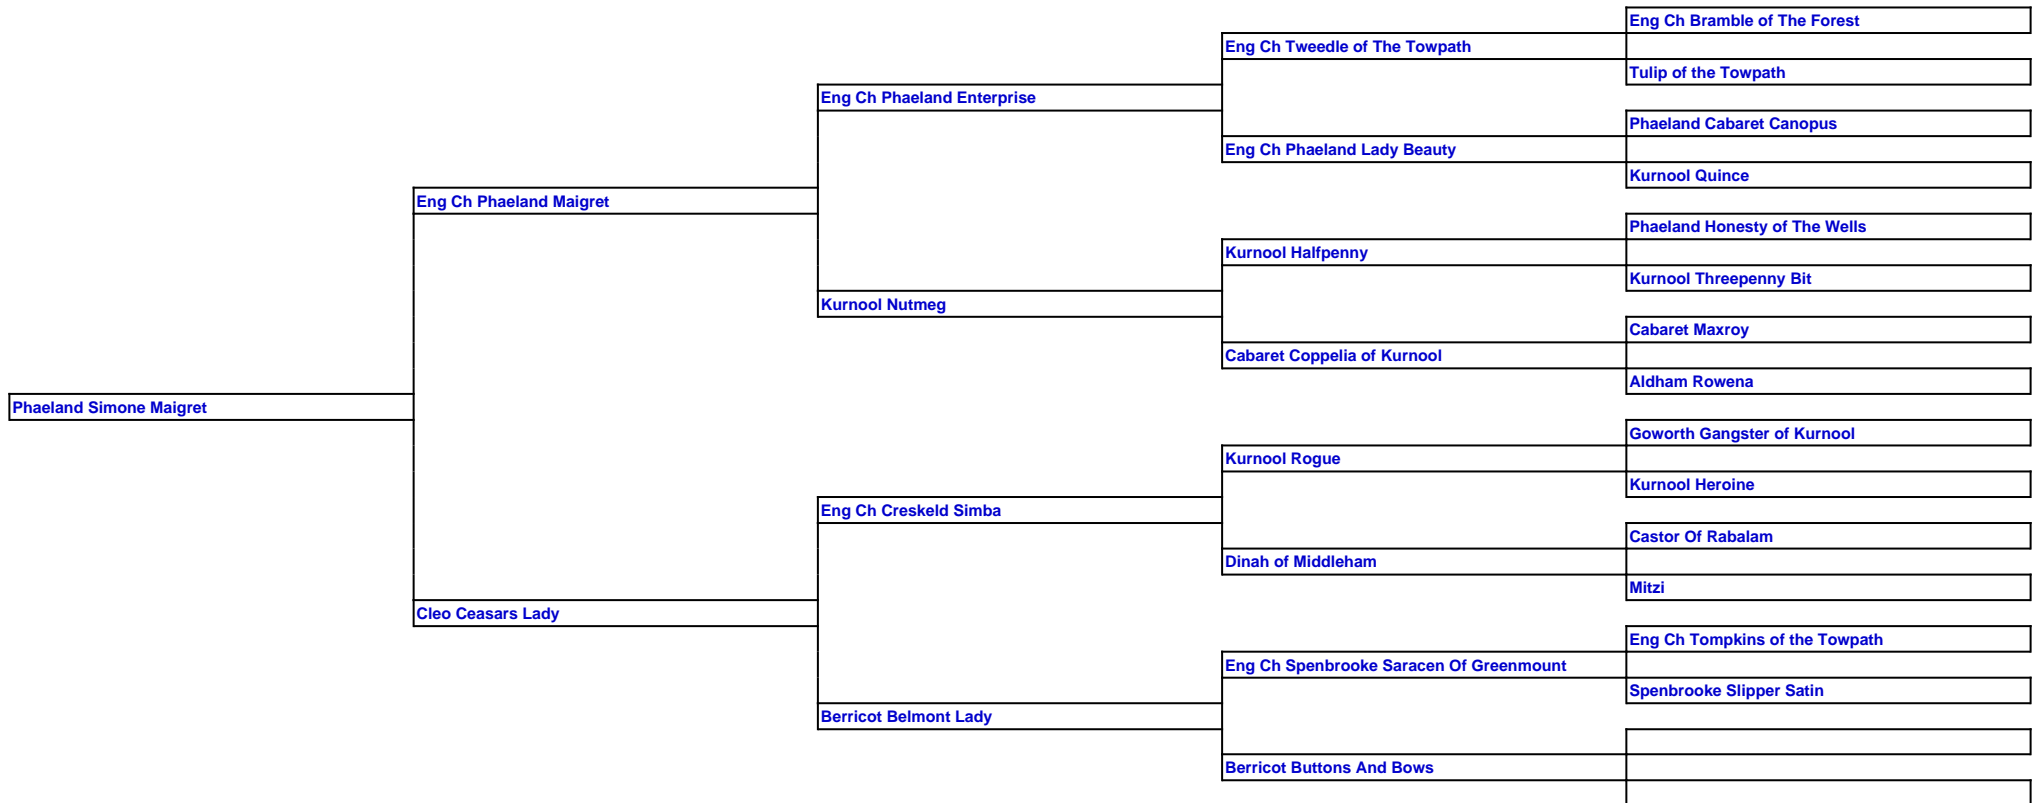 Eng Ch Bramble of The Forest
Eng Ch Tweedle of The Towpath
Tulip of the Towpath
Eng Ch Phaeland Enterprise
Phaeland Cabaret Canopus
Eng Ch Phaeland Lady Beauty
Kurnool Quince
Eng Ch Phaeland Maigret
Phaeland Honesty of The Wells
Kurnool Halfpenny
Kurnool Threepenny Bit
Kurnool Nutmeg
Cabaret Maxroy
Cabaret Coppelia of Kurnool
Aldham Rowena
Phaeland Simone Maigret
Goworth Gangster of Kurnool
Kurnool Rogue
Kurnool Heroine
Eng Ch Creskeld Simba
Castor Of Rabalam
Dinah of Middleham
Mitzi
Cleo Ceasars Lady
Eng Ch Tompkins of the Towpath
Eng Ch Spenbrooke Saracen Of Greenmount
Spenbrooke Slipper Satin
Berricot Belmont Lady
Berricot Buttons And Bows